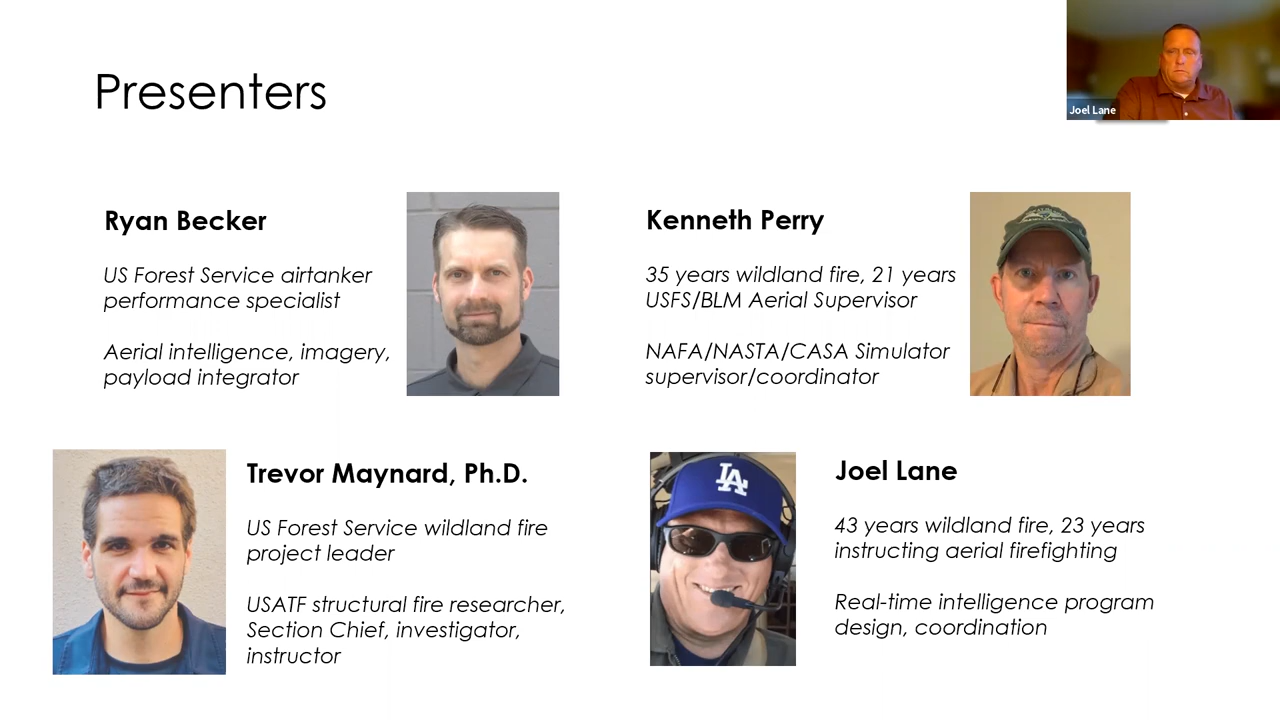 Presenters
Joel Lane
Ryan Becker
US Forest Service airtanker
performance specialist
Aerial intelligence, imagery,
payload integrator
Kenneth Perry
35 years wildland fire, 21 years
USFS/BLM Aerial Supervisor
NAFA/NASTA/CASA Simulator
supervisor/coordinator
Trevor Maynard, Ph.D.
US Forest Service wildland fire
project leader
USATF structural fire researcher,
Section Chief, investigator,
instructor
LA
Joel Lane
43 years wildland fire, 23 years
instructing aerial firefighting
Real-time intelligence program
design, coordination